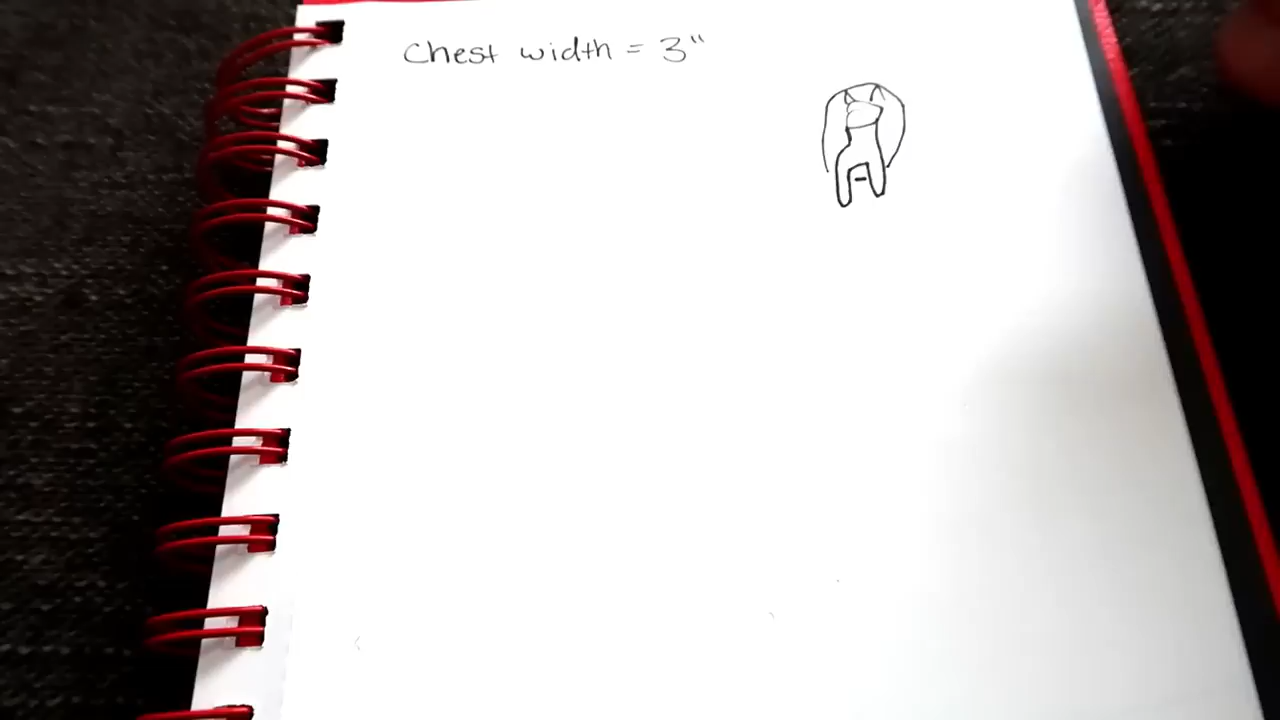 Chest width = 3"